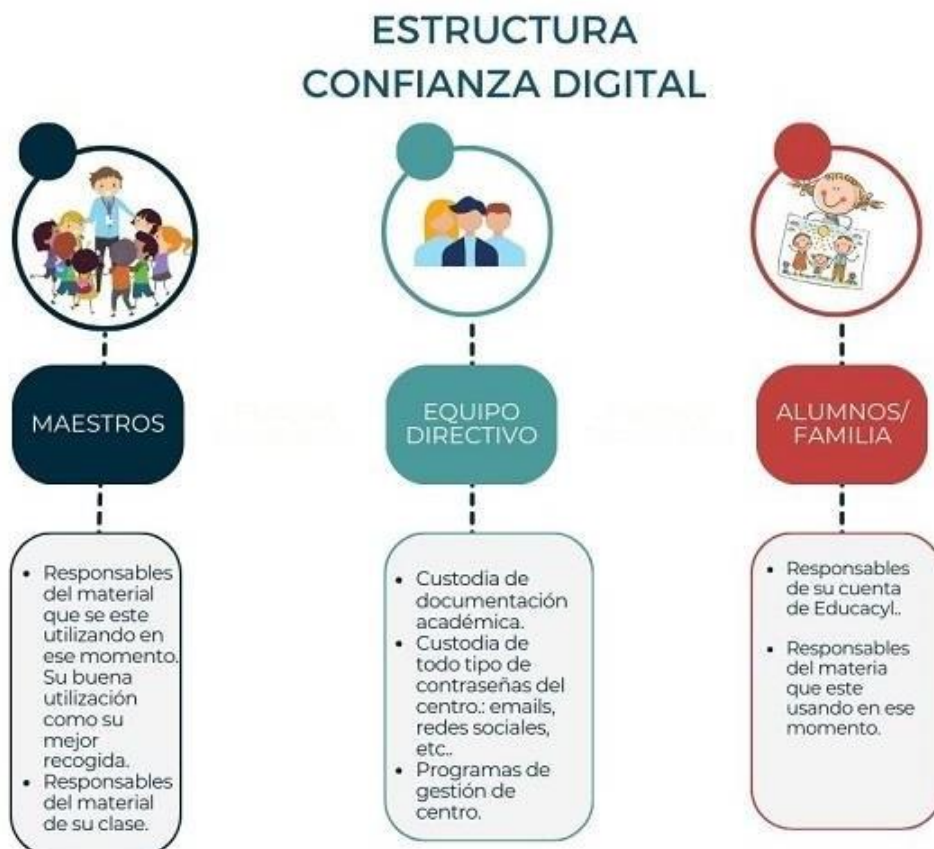 ESTRUCTURA
CONFIANZA DIGITAL
MAESTROS
EQUIPO
DIRECTIVO
ALUMNOS/
FAMILIA
• Responsables
del material
que se este
utilizando en
ese momento.
Su buena
utilización
como su
mejor
recogida.
• Responsables
del material
de su clase.
• Custodia de
documentación
académica.
• Custodia de
todo tipo de
contraseñas del
centro.: emails,
redes sociales,
etc..
• Programas de
gestión de
centro.
• Responsables
de su cuenta
de Educacyl..
• Responsables
del materia
que este
usando en ese
momento.